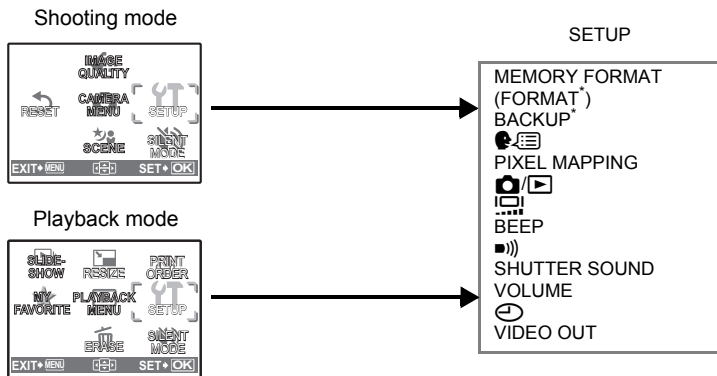 Shooting mode
IMAGE
QUALITY
RESET
CAMERA
MENU
SETUP
SCENE
SILENT
MODE
EXIT MENU
SET OK
Playback mode
SLIDE-
SHOW
RESIZE
PRINT
ORDER
MY
FAVORITE
PLAYBACK
MENU
SETUP
ERASE
SILENT
MODE
EXIT MENU
SET OK
SETUP
MEMORY FORMAT
(FORMAT*)
BACKUP*
PIXEL MAPPING
/
BEEP
SHUTTER SOUND
VOLUME
VIDEO OUT